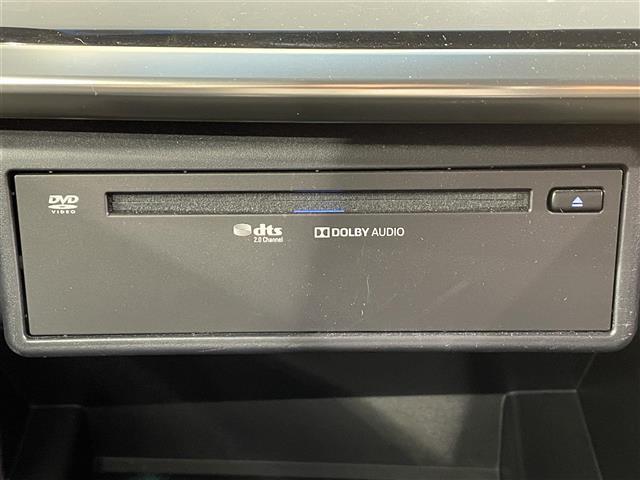 DVD
VIDEO
dts
2.0 Channel
DOLBY AUDIO